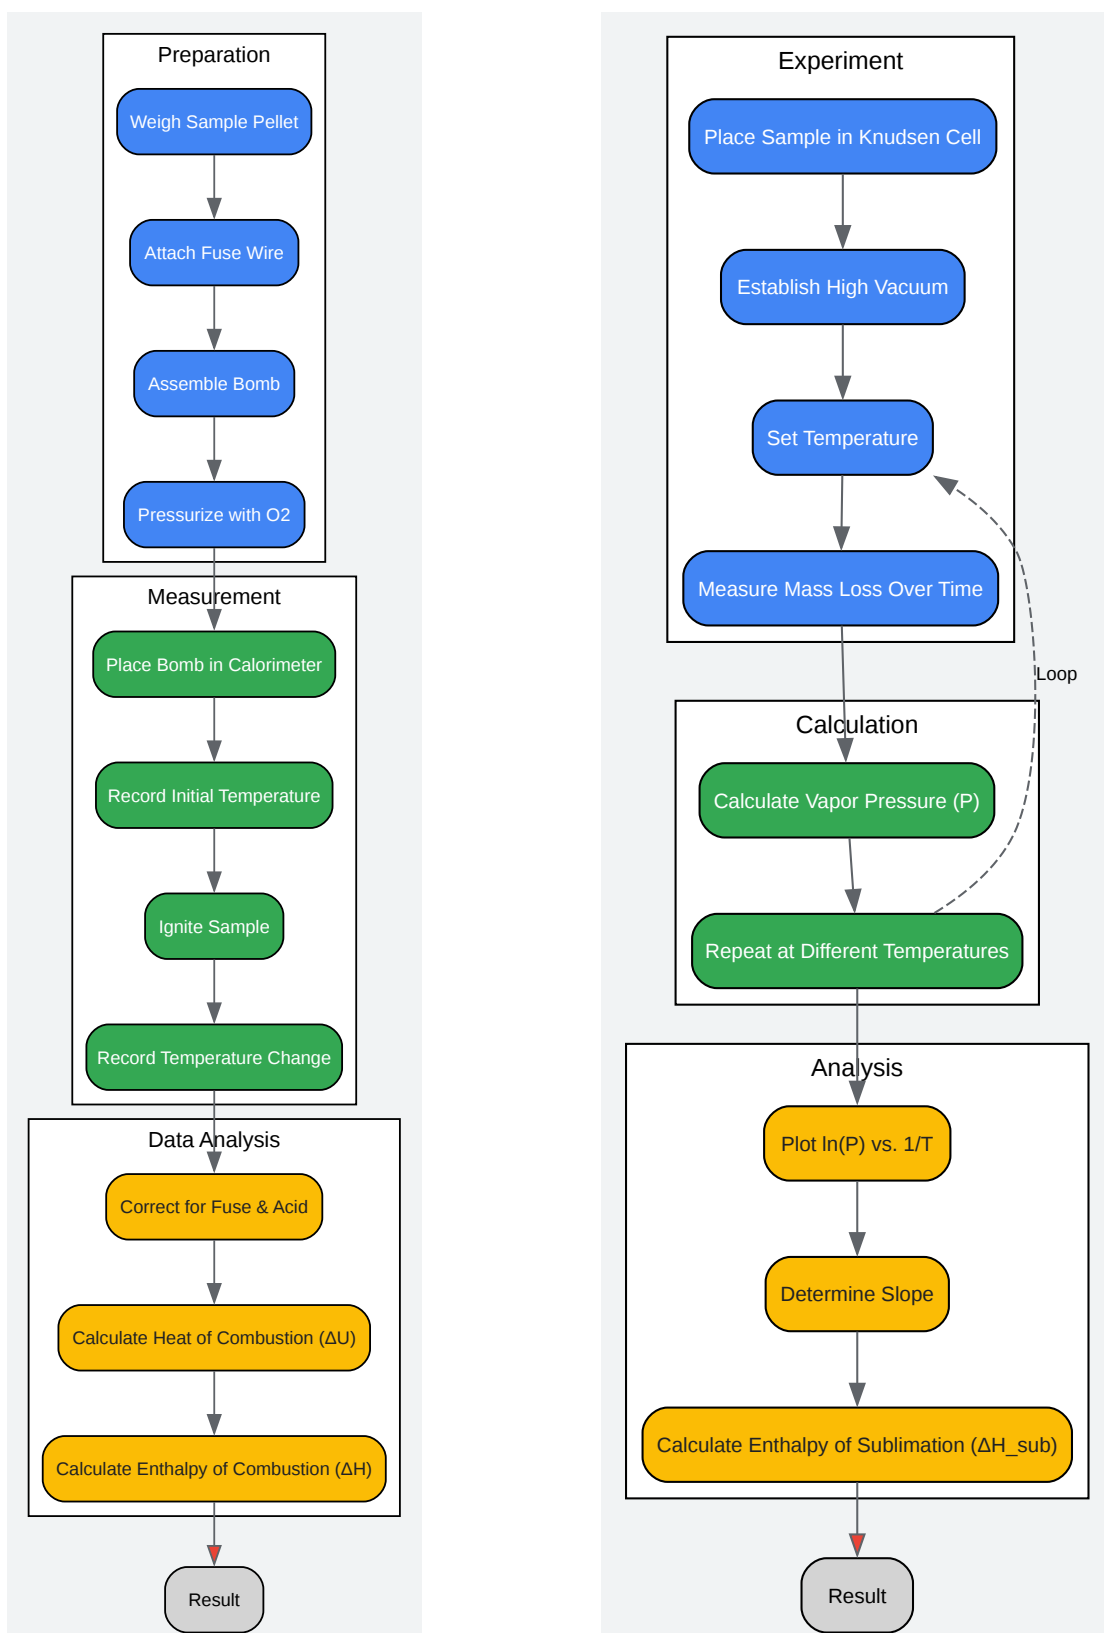 Preparation
Weigh Sample Pellet
Attach Fuse Wire
Assemble Bomb
Pressurize with O2
Measurement
Place Bomb in Calorimeter
Record Initial Temperature
Ignite Sample
Record Temperature Change
Data Analysis
Correct for Fuse & Acid
Calculate Heat of Combustion (ΔU)
Calculate Enthalpy of Combustion (ΔH)
Result
Experiment
Place Sample in Knudsen Cell
Establish High Vacuum
Set Temperature
Measure Mass Loss Over Time
Loop
Calculation
Calculate Vapor Pressure (P)
Repeat at Different Temperatures
Analysis
Plot ln(P) vs. 1/T
Determine Slope
Calculate Enthalpy of Sublimation (ΔH_sub)
Result